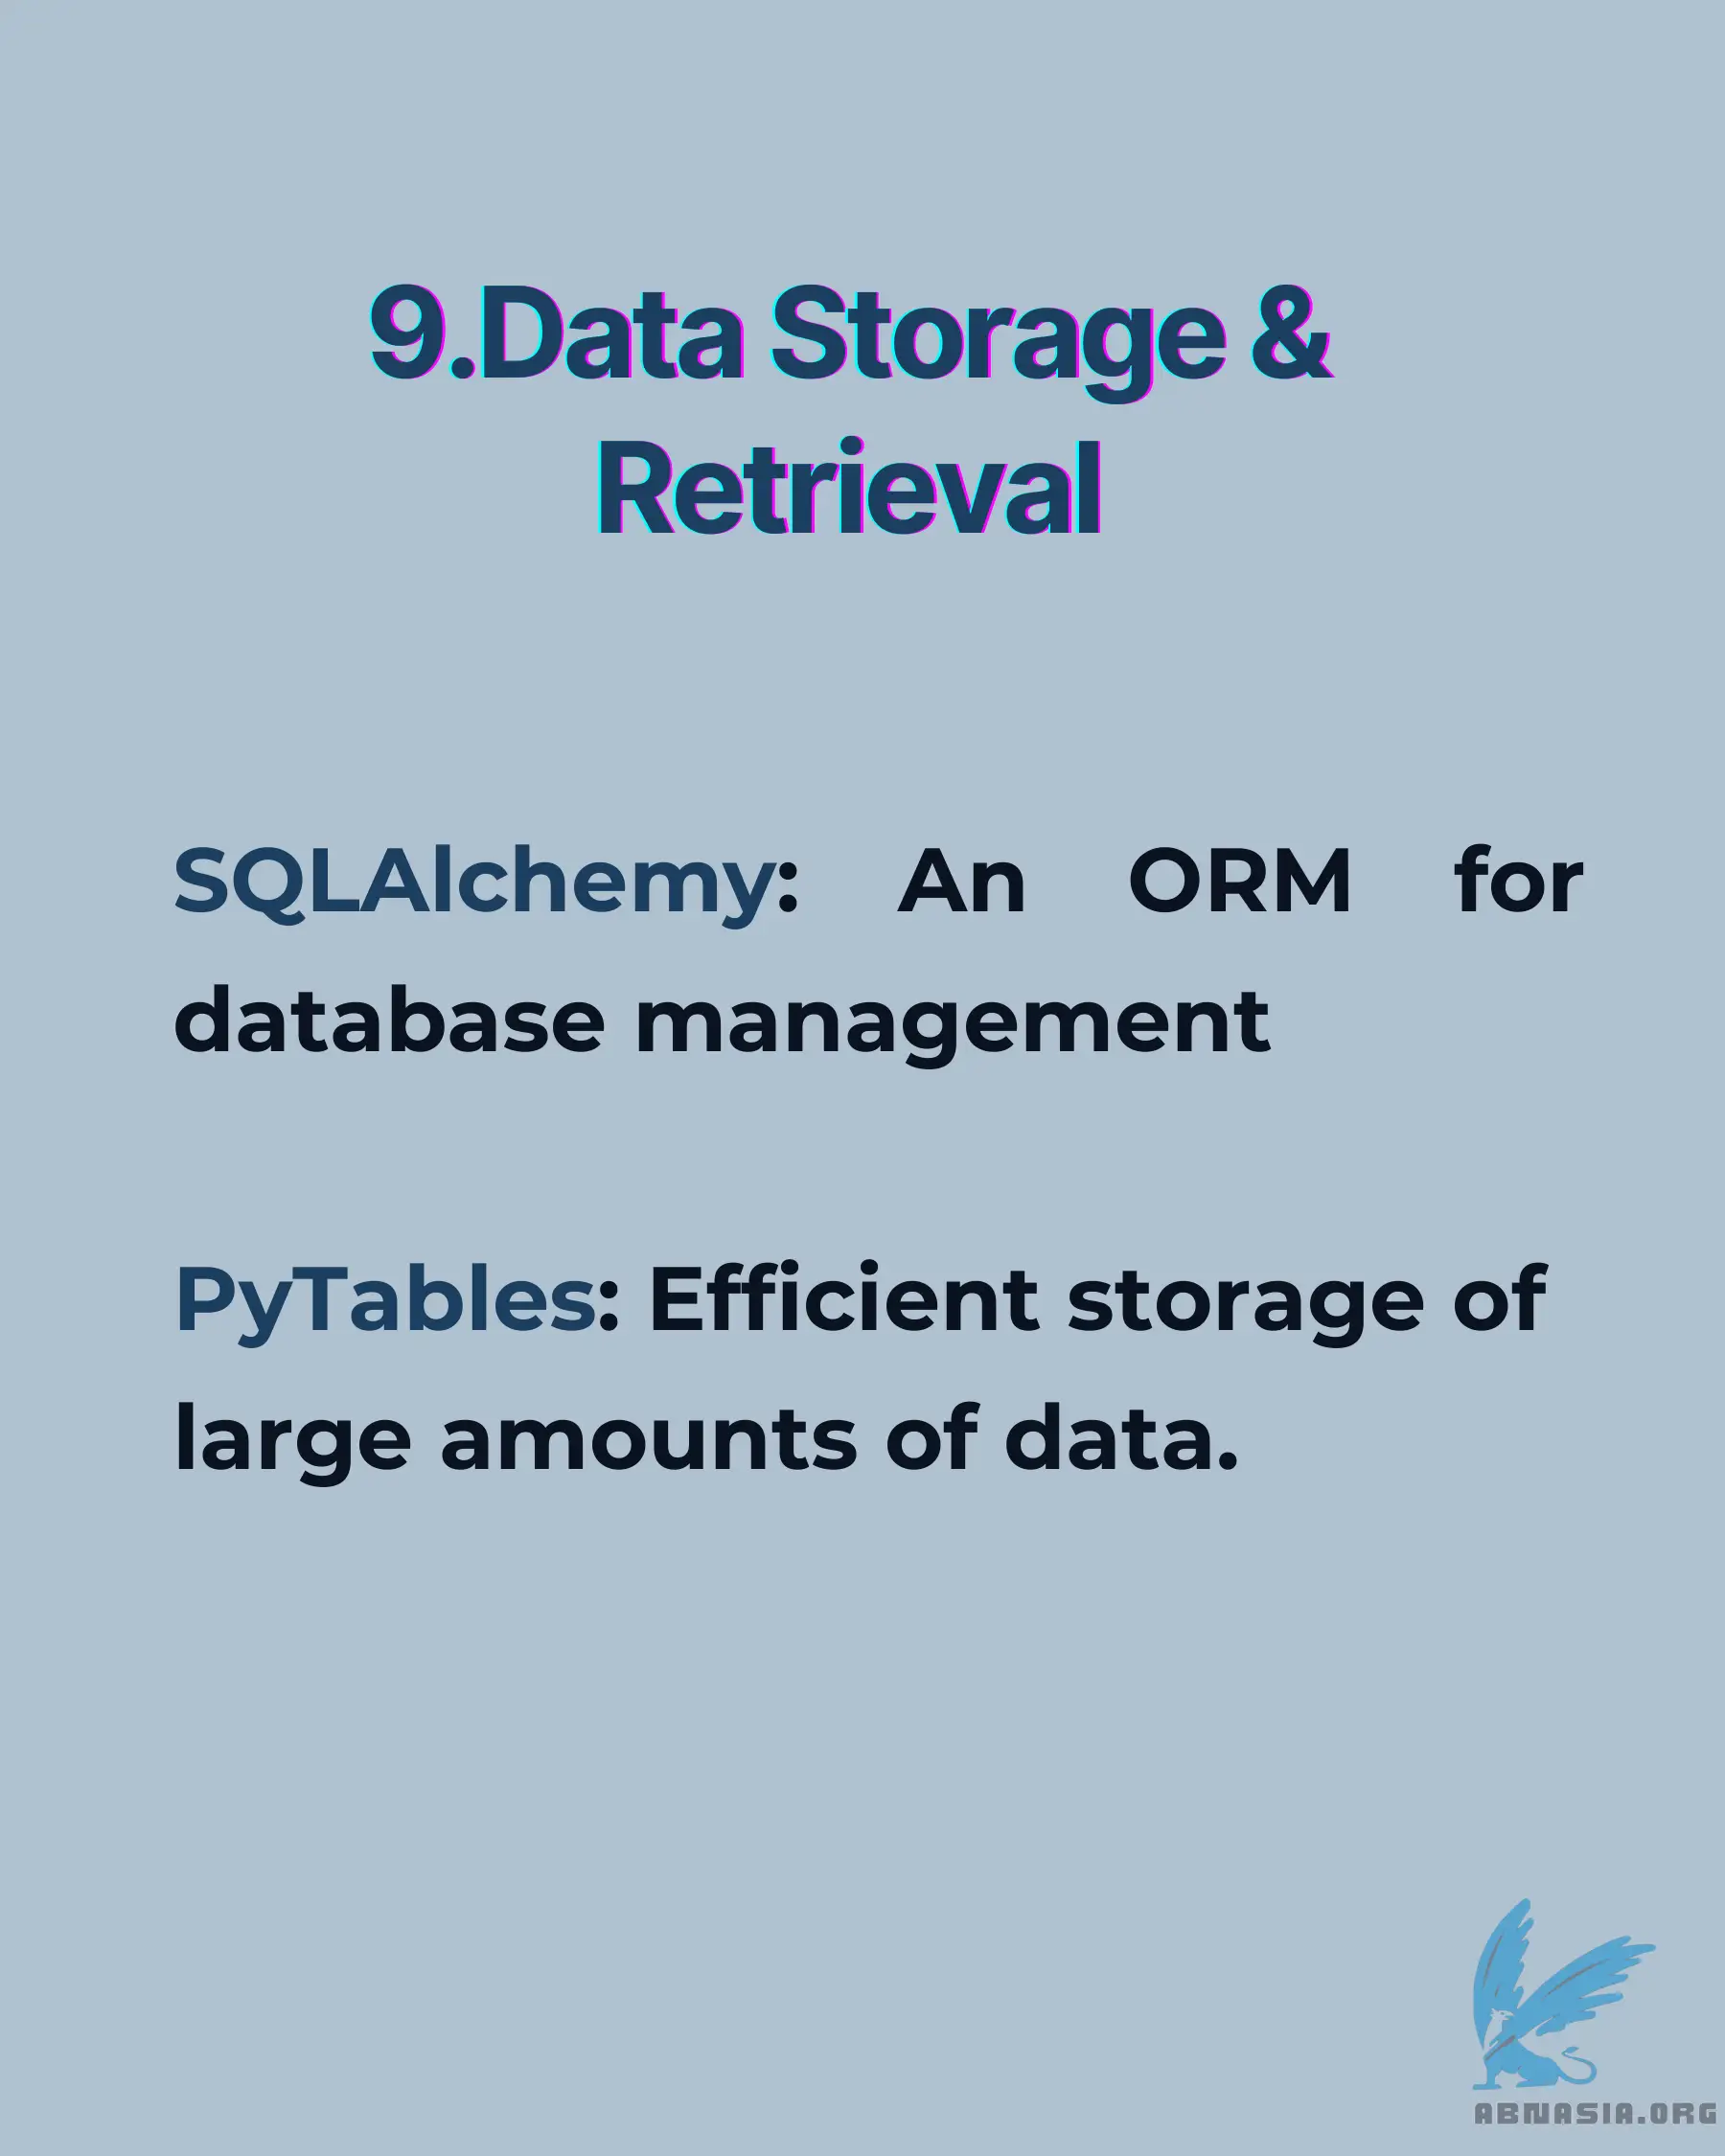 9.Data Storage &
Retrieval
SQLAlchemy: An ORM for
database management
PyTables: Efficient storage of
large amounts of data.
ABNASIA.ORG